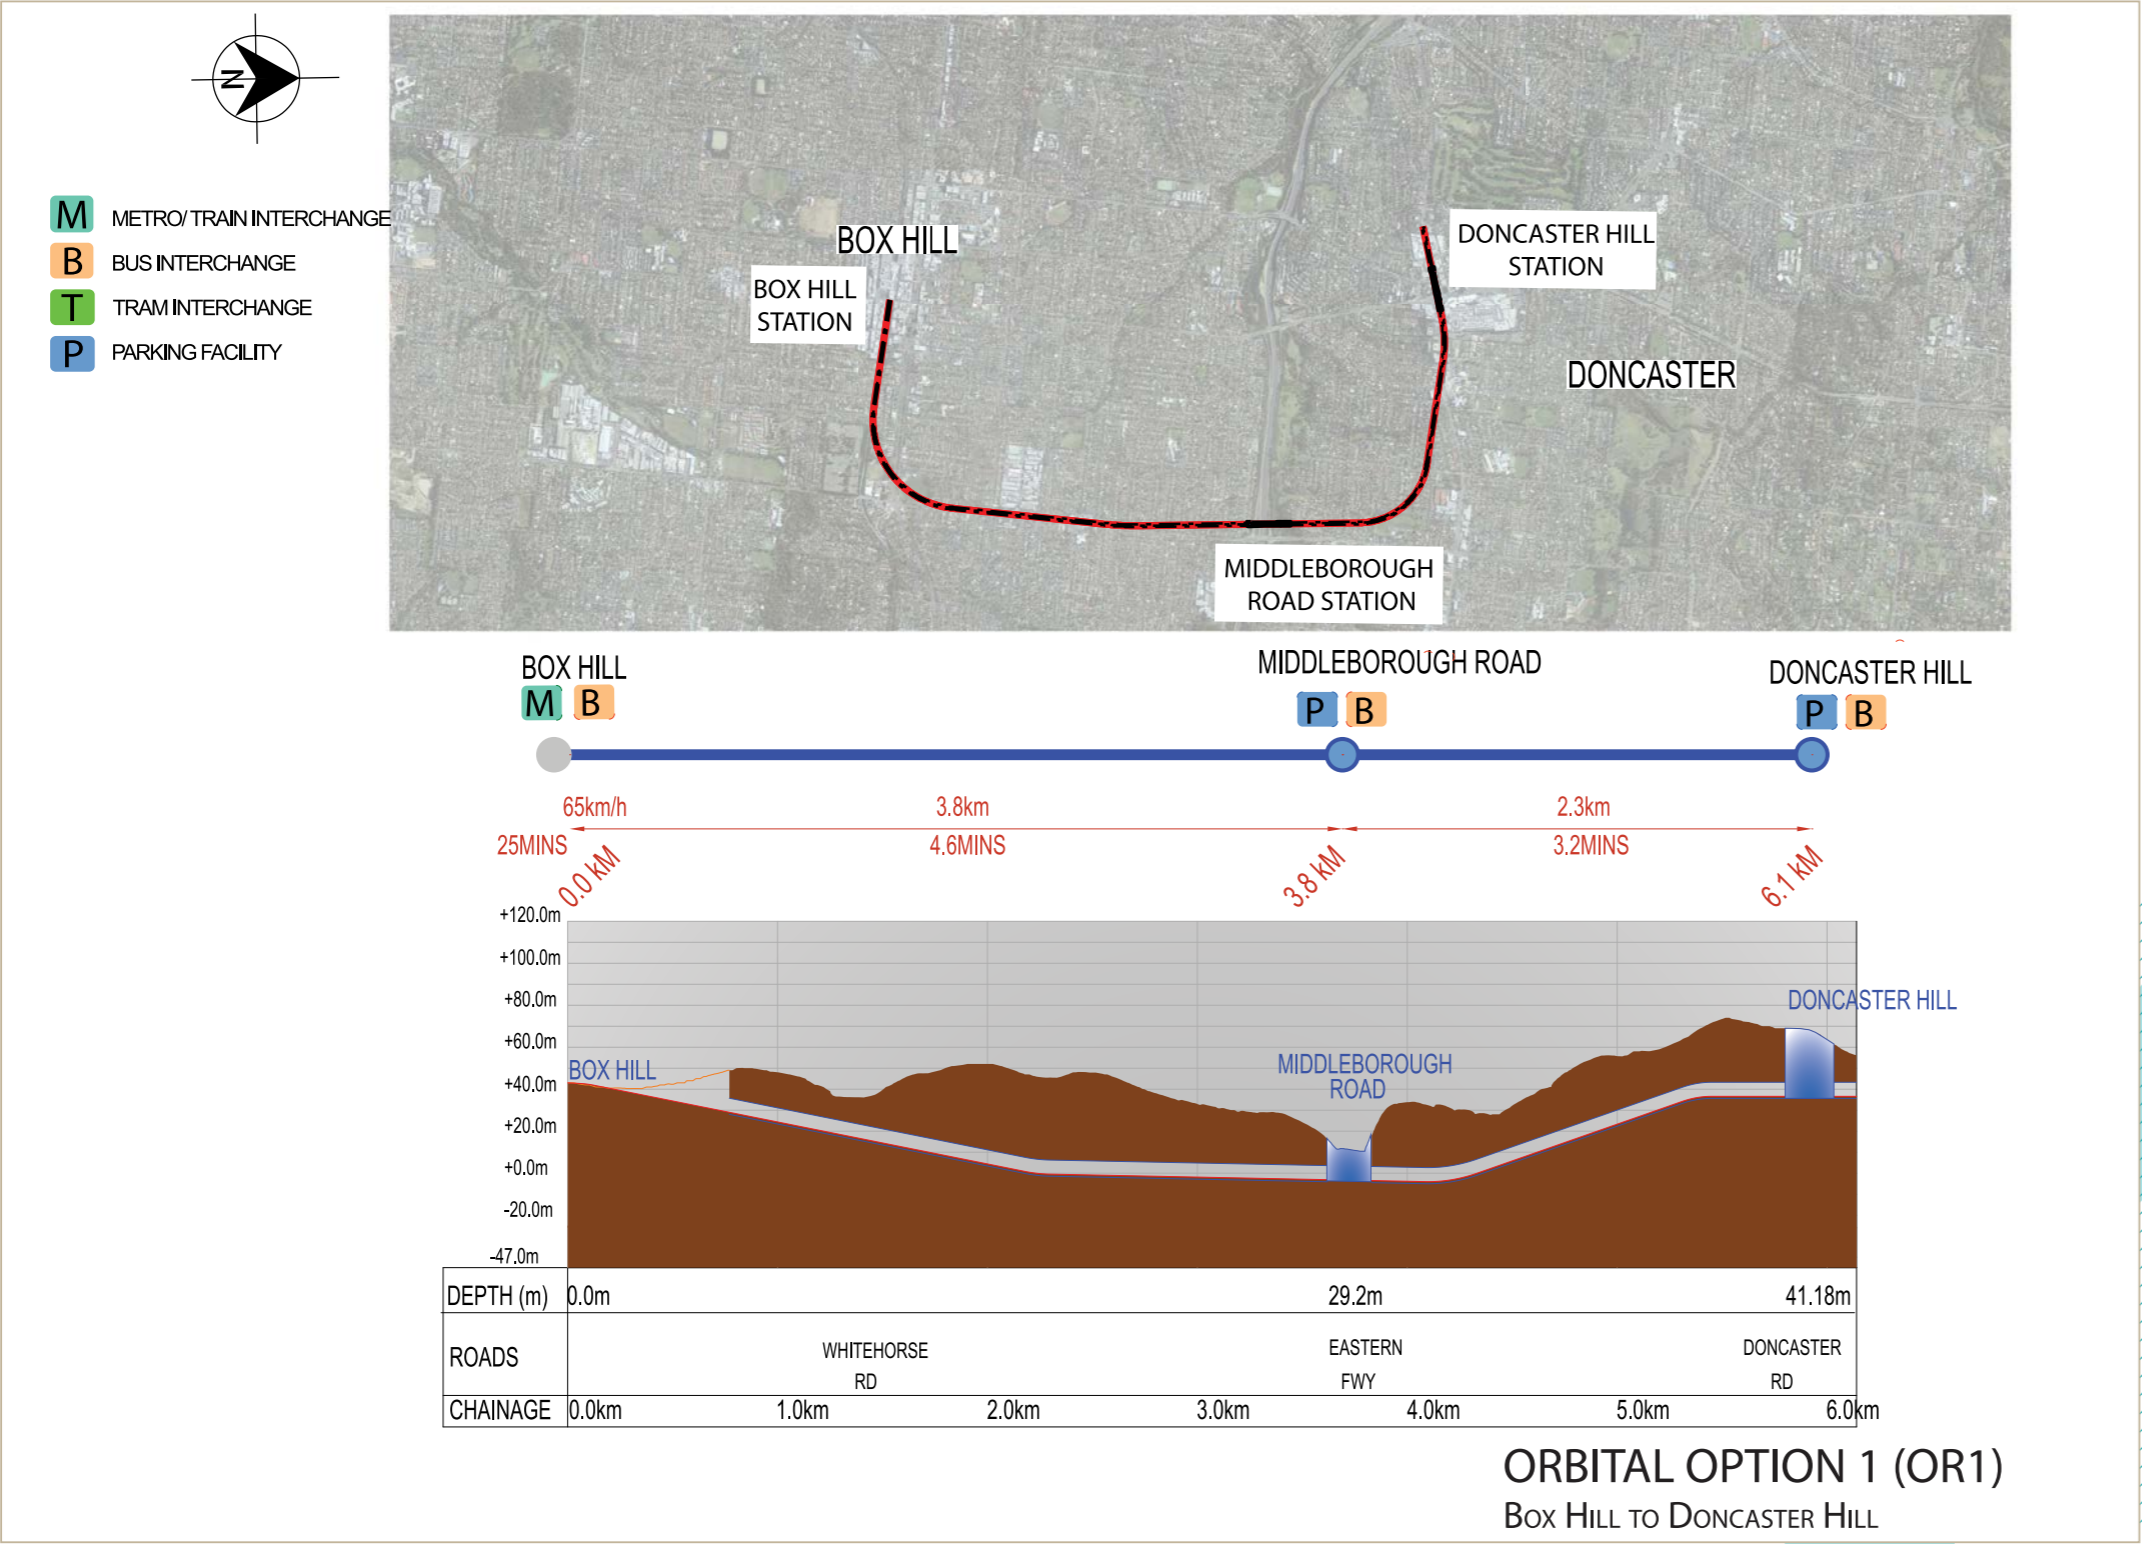 N
M METRO/ TRAIN INTERCHANGE
B BUS INTERCHANGE
T TRAM INTERCHANGE
P PARKING FACILITY
BOX HILL
BOX HILL
STATION
DONCASTER HILL
STATION
DONCASTER
MIDDLEBOROUGH
ROAD STATION
BOX HILL
M B
MIDDLEBOROUGH ROAD
P B
DONCASTER HILL
P B
65km/h
3.8km
2.3km
25MINS
4.6MINS
3.2MINS
0.0 kM
3.8 kM
6.1 kM
+120.0m
+100.0m
+80.0m
+60.0m
+40.0m
+20.0m
+0.0m
-20.0m
-47.0m
BOX HILL
MIDDLEBOROUGH
ROAD
DONCASTER HILL
DEPTH (m) 0.0m 29.2m 41.18m
ROADS
WHITEHORSE
RD
EASTERN
FWY
DONCASTER
RD
CHAINAGE 0.0km 1.0km 2.0km 3.0km 4.0km 5.0km 6.0km
ORBITAL OPTION 1 (OR1)
BOX HILL TO DONCASTER HILL